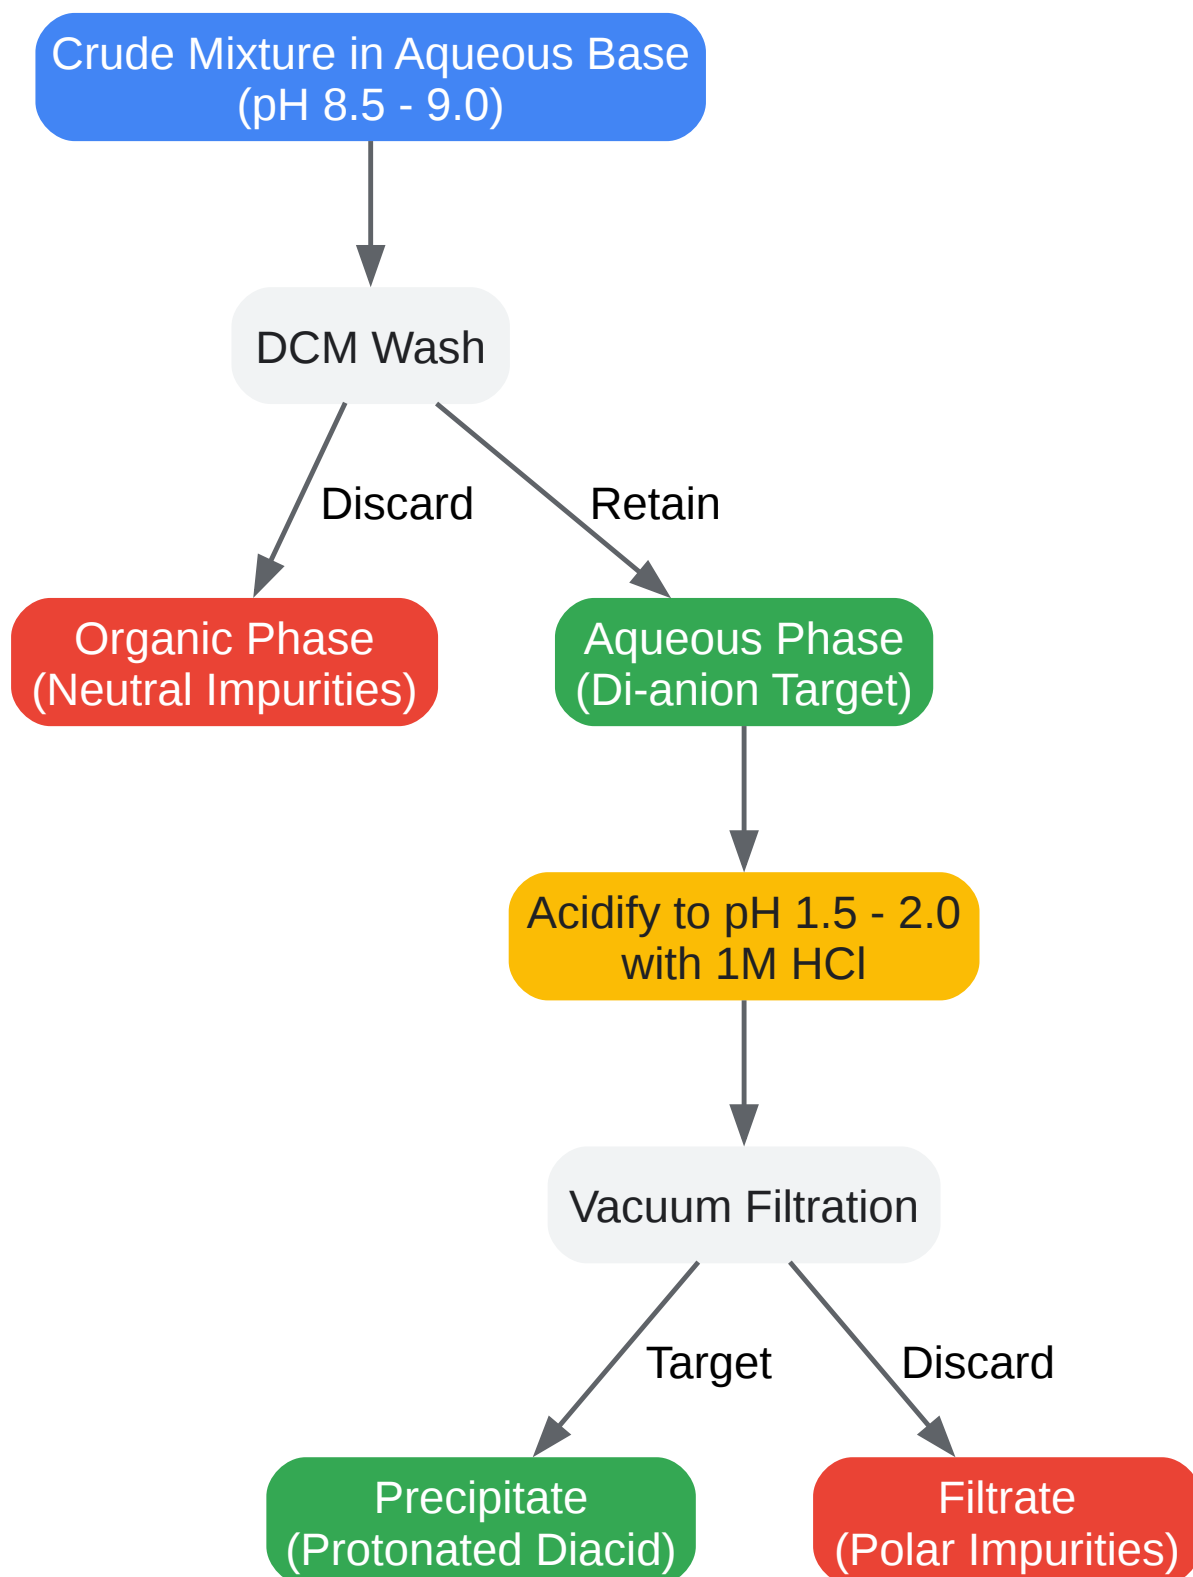 Crude Mixture in Aqueous Base
(pH 8.5 - 9.0)
DCM Wash
Discard
Retain
Organic Phase
(Neutral Impurities)
Aqueous Phase
(Di-anion Target)
Acidify to pH 1.5 - 2.0
with 1M HCl
Vacuum Filtration
Target
Discard
Precipitate
(Protonated Diacid)
Filtrate
(Polar Impurities)